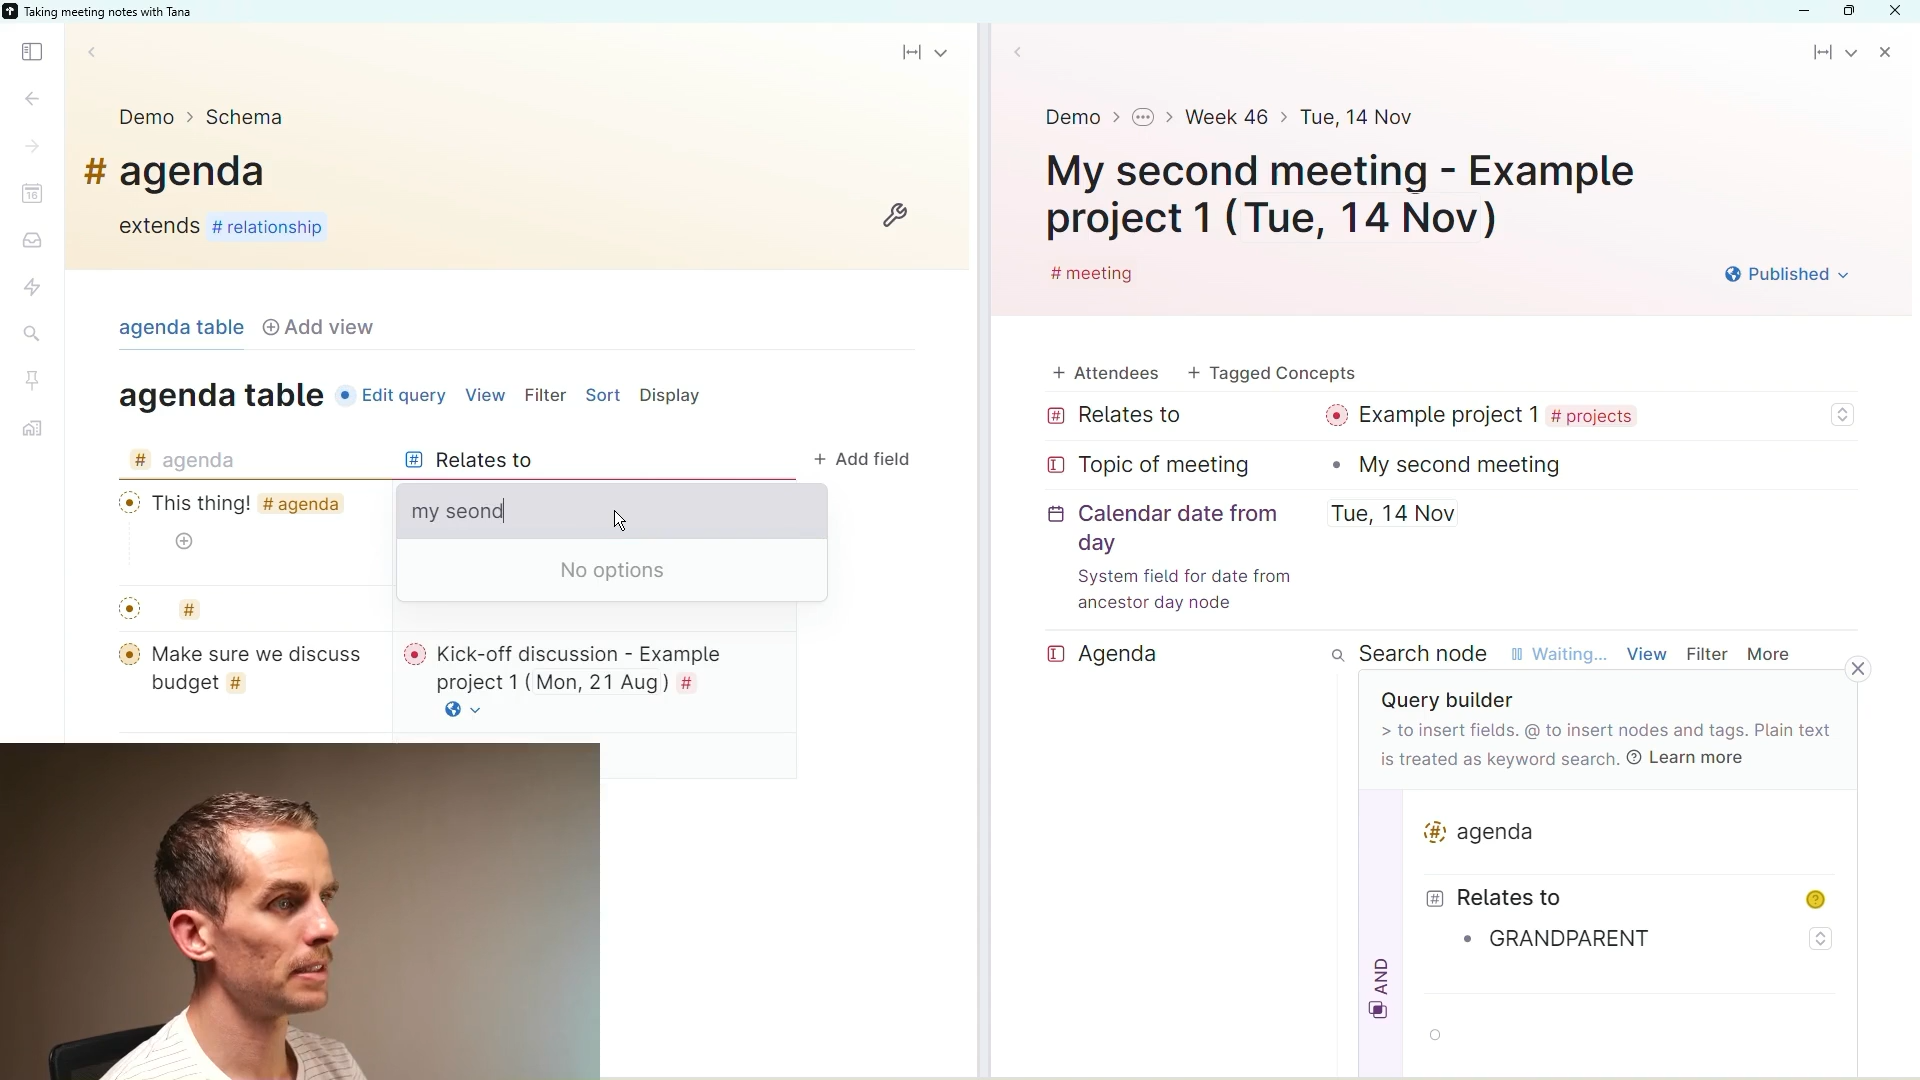 Taking meeting notes with Tana
Demo > Schema
# agenda
extends # relationship
agenda table Add view
agenda table Edit query View Filter Sort Display
# agenda Relates to + Add field
This thing! # agenda
my seond
No options
#
Make sure we discuss
budget #
Kick-off discussion - Example
project 1 ( Mon, 21 Aug ) #
16
Demo > ... > Week 46 > Tue, 14 Nov
My second meeting - Example
project 1 ( Tue, 14 Nov )
# meeting
Published
+ Attendees + Tagged Concepts
Relates to Example project 1 # projects
Topic of meeting • My second meeting
Calendar date from
day
Tue, 14 Nov
System field for date from
ancestor day node
Agenda Search node Waiting... View Filter More
Query builder
> to insert fields. @ to insert nodes and tags. Plain text
is treated as keyword search. ? Learn more
# agenda
Relates to ?
• GRANDPARENT
AND